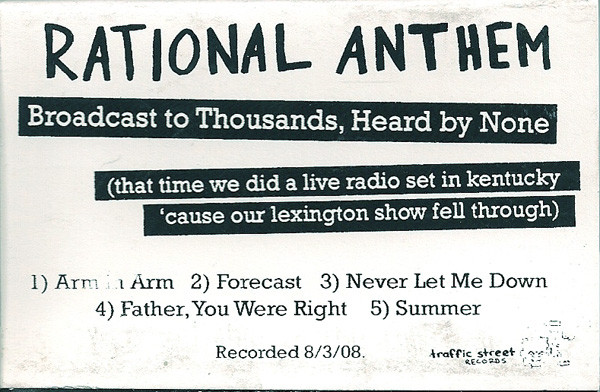 RATIONAL ANTHEM
Broadcast to Thousands, Heard by None
(that time we did a live radio set in kentucky
'cause our lexington show fell through)
1) Arm in Arm 2) Forecast 3) Never Let Me Down
4) Father, You Were Right 5) Summer
Recorded 8/3/08.
traffic street
RECORDS